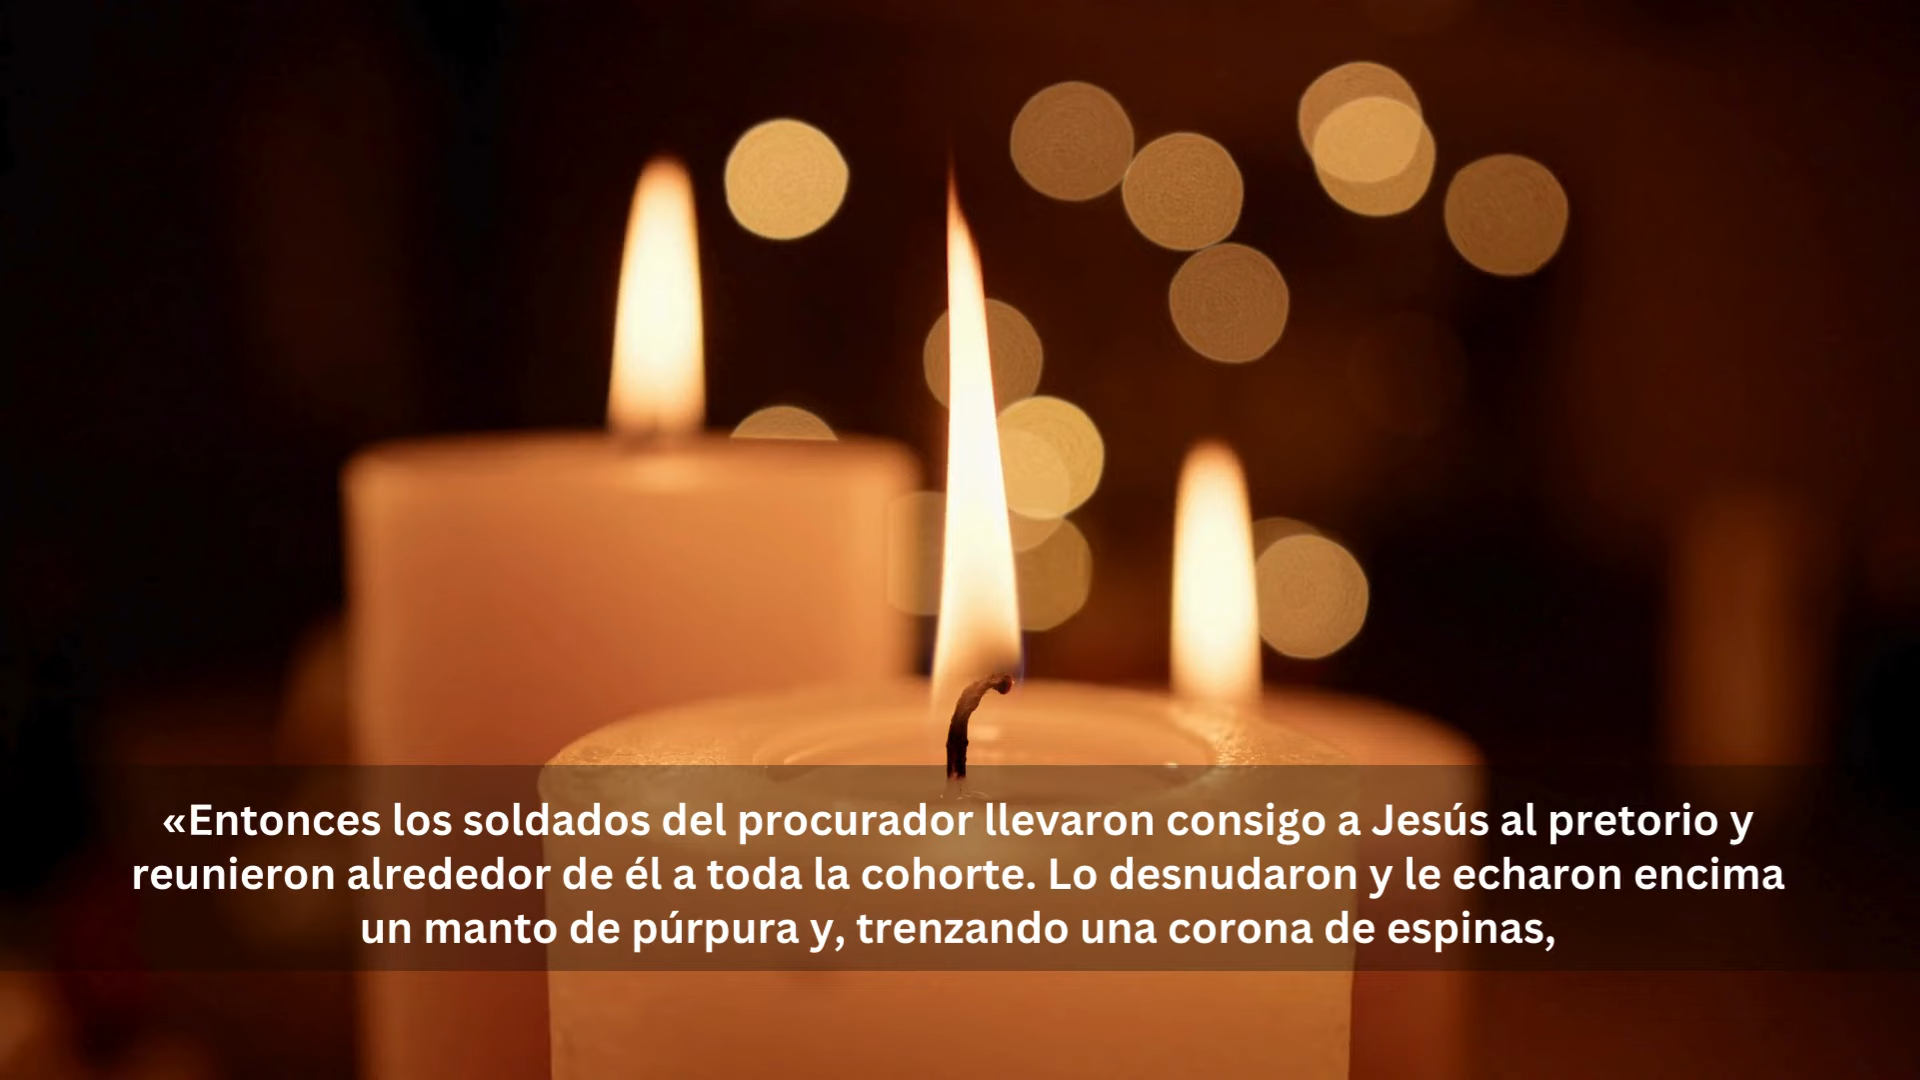 «Entonces los soldados del procurador llevaron consigo a Jesús al pretorio y
reunieron alrededor de él a toda la cohorte. Lo desnudaron y le echaron encima
un manto de púrpura y, trenzando una corona de espinas,